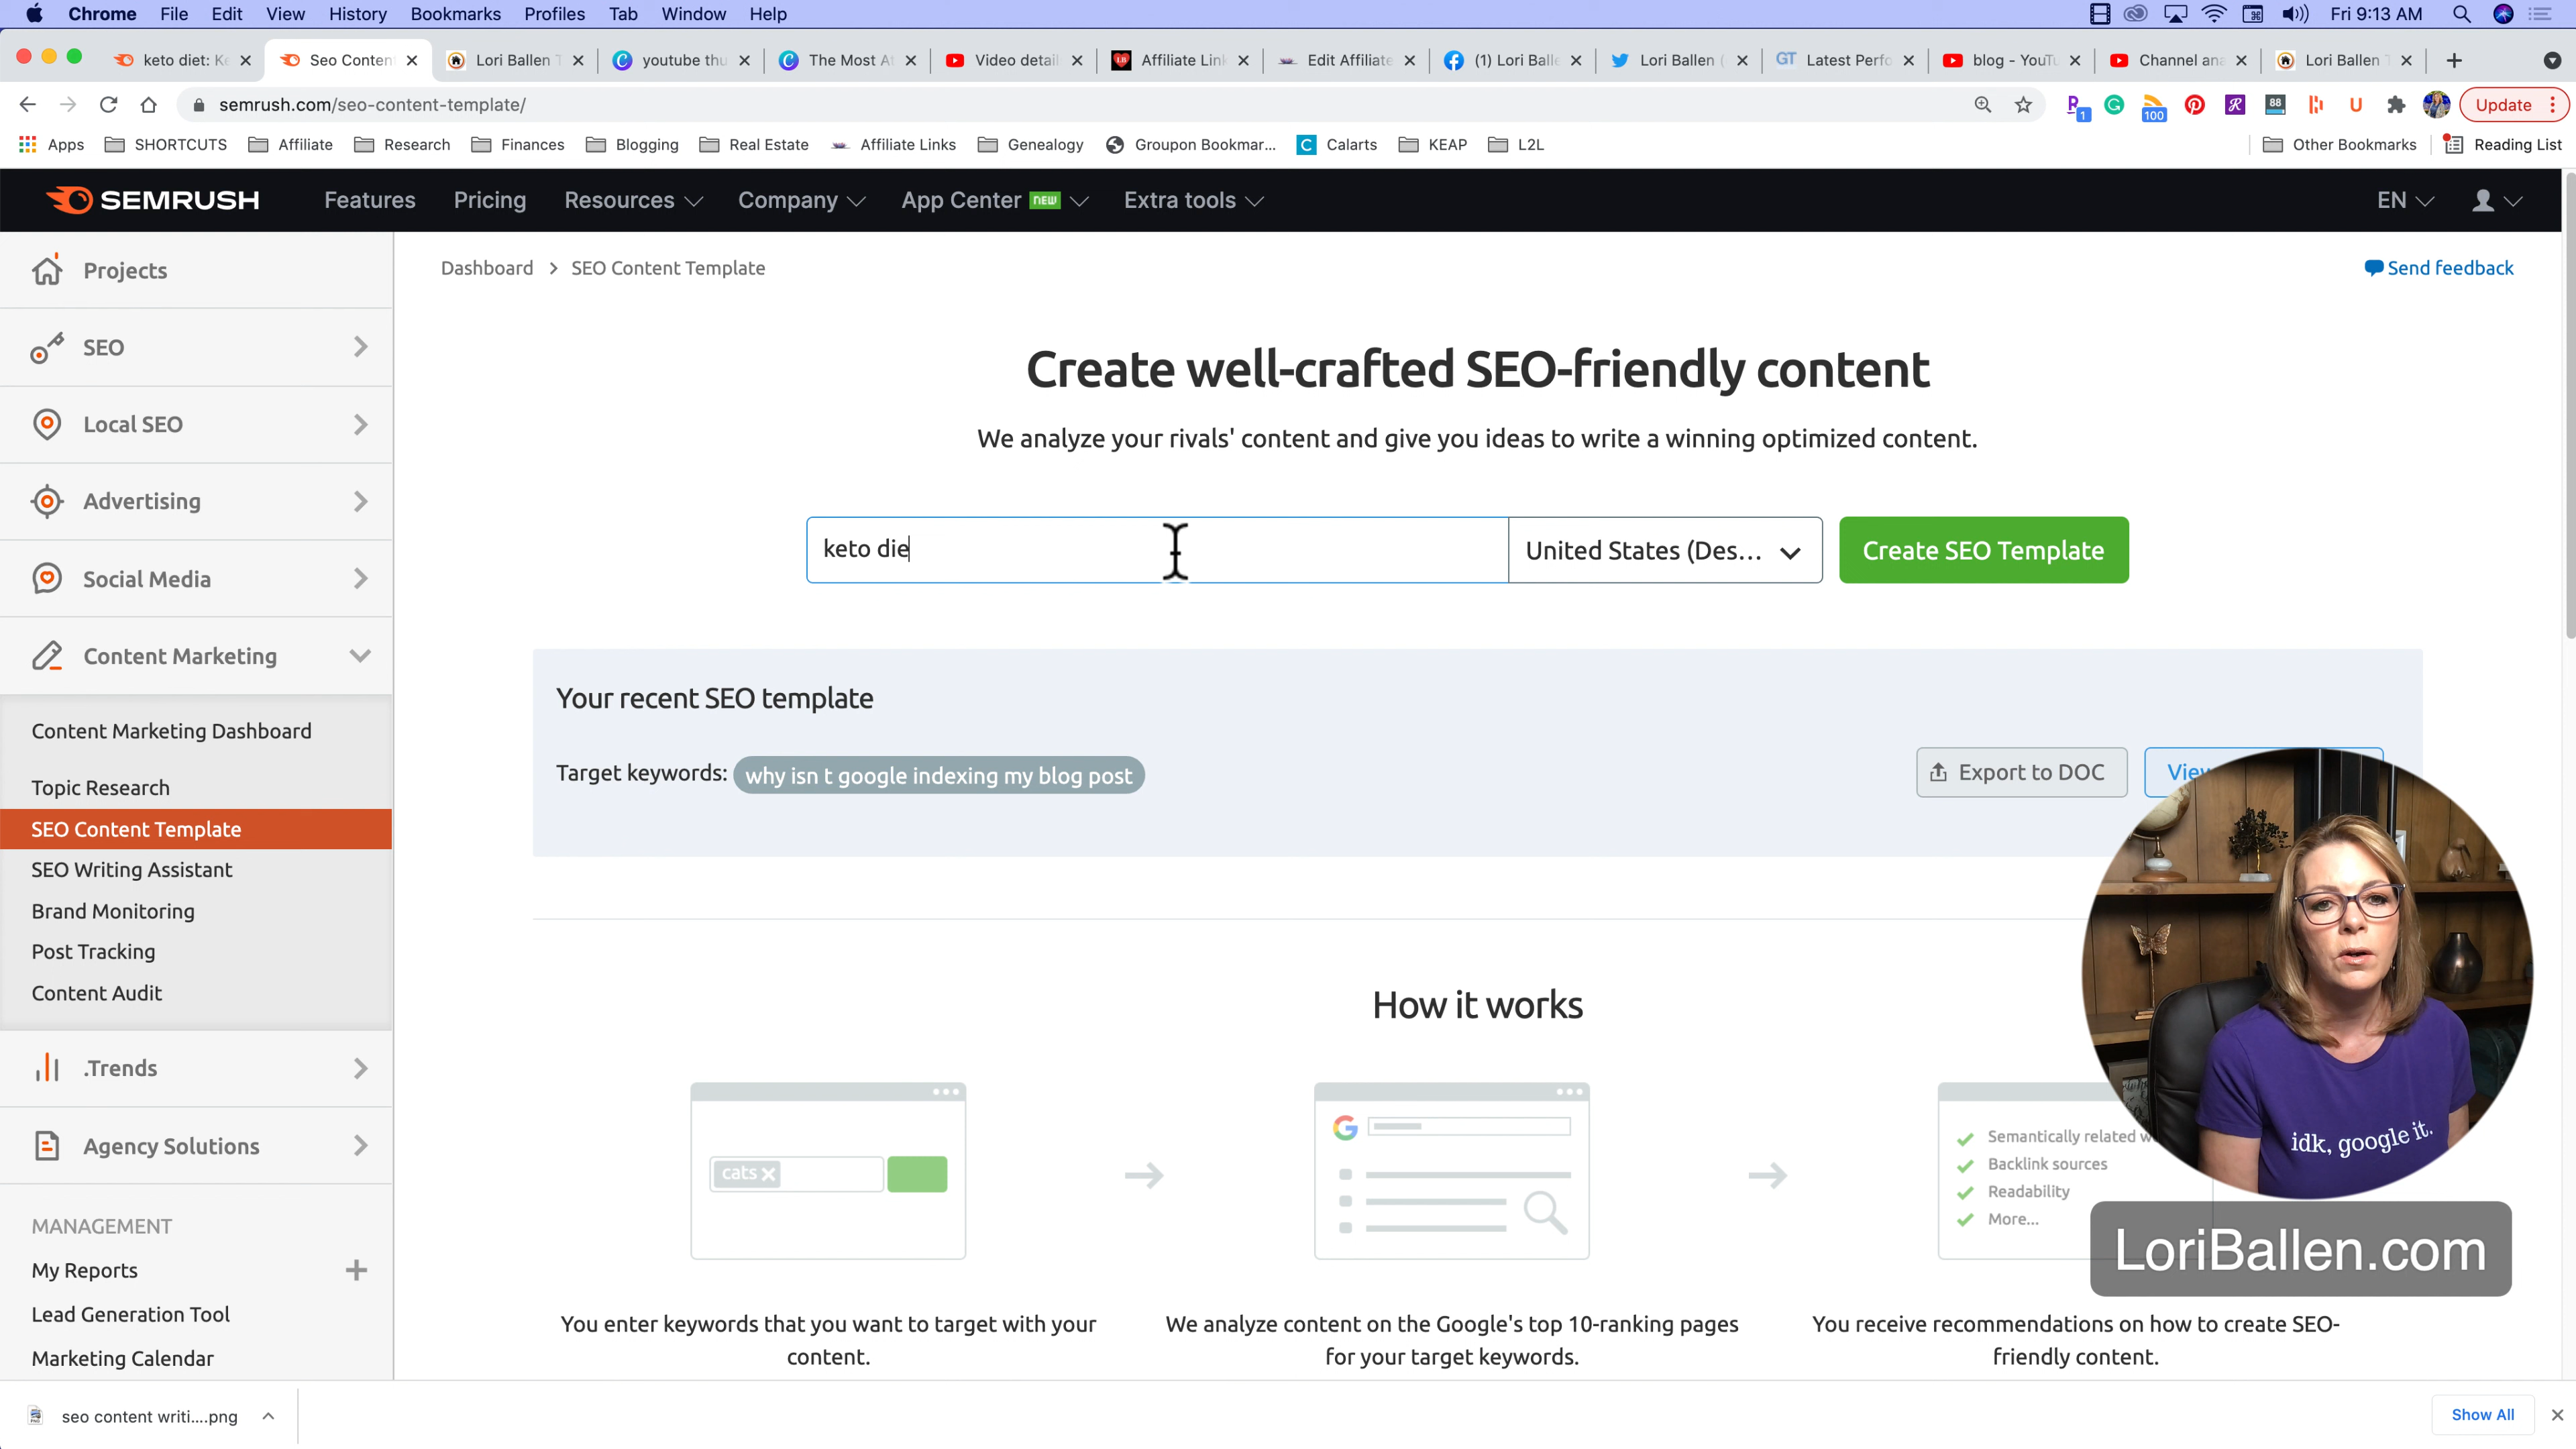 Chrome File Edit View History Bookmarks Profiles Tab Window Help Fri 9:13 AM
keto diet: Ke Seo Conten Lori Ballen T youtube thu The Most At Video detail Affiliate Link Edit Affiliate (1) Lori Balle Lori Ballen ( GT Latest Perfo blog - YouTu Channel ana Lori Ballen T
semrush.com/seo-content-template/ 1 100 88 Update
Apps SHORTCUTS Affiliate Research Finances Blogging Real Estate Affiliate Links Genealogy Groupon Bookmar... C Calarts KEAP L2L Other Bookmarks Reading List
SEMRUSH Features Pricing Resources Company App Center NEW Extra tools EN
Projects
SEO
Local SEO
Advertising
Social Media
Content Marketing
Content Marketing Dashboard
Topic Research
SEO Content Template
SEO Writing Assistant
Brand Monitoring
Post Tracking
Content Audit
.Trends
Agency Solutions
MANAGEMENT
My Reports
Lead Generation Tool
Marketing Calendar
Dashboard > SEO Content Template
Send feedback
Create well-crafted SEO-friendly content
We analyze your rivals' content and give you ideas to write a winning optimized content.
keto die United States (Des... Create SEO Template
Your recent SEO template
Target keywords: why isn t google indexing my blog post Export to DOC View
How it works
cats
G
Semantically related w
Backlink sources
Readability
More...
You enter keywords that you want to target with your
content.
We analyze content on the Google's top 10-ranking pages
for your target keywords.
You receive recommendations on how to create SEO-
friendly content.
idk, google it.
LoriBallen.com
seo content writi....png Show All